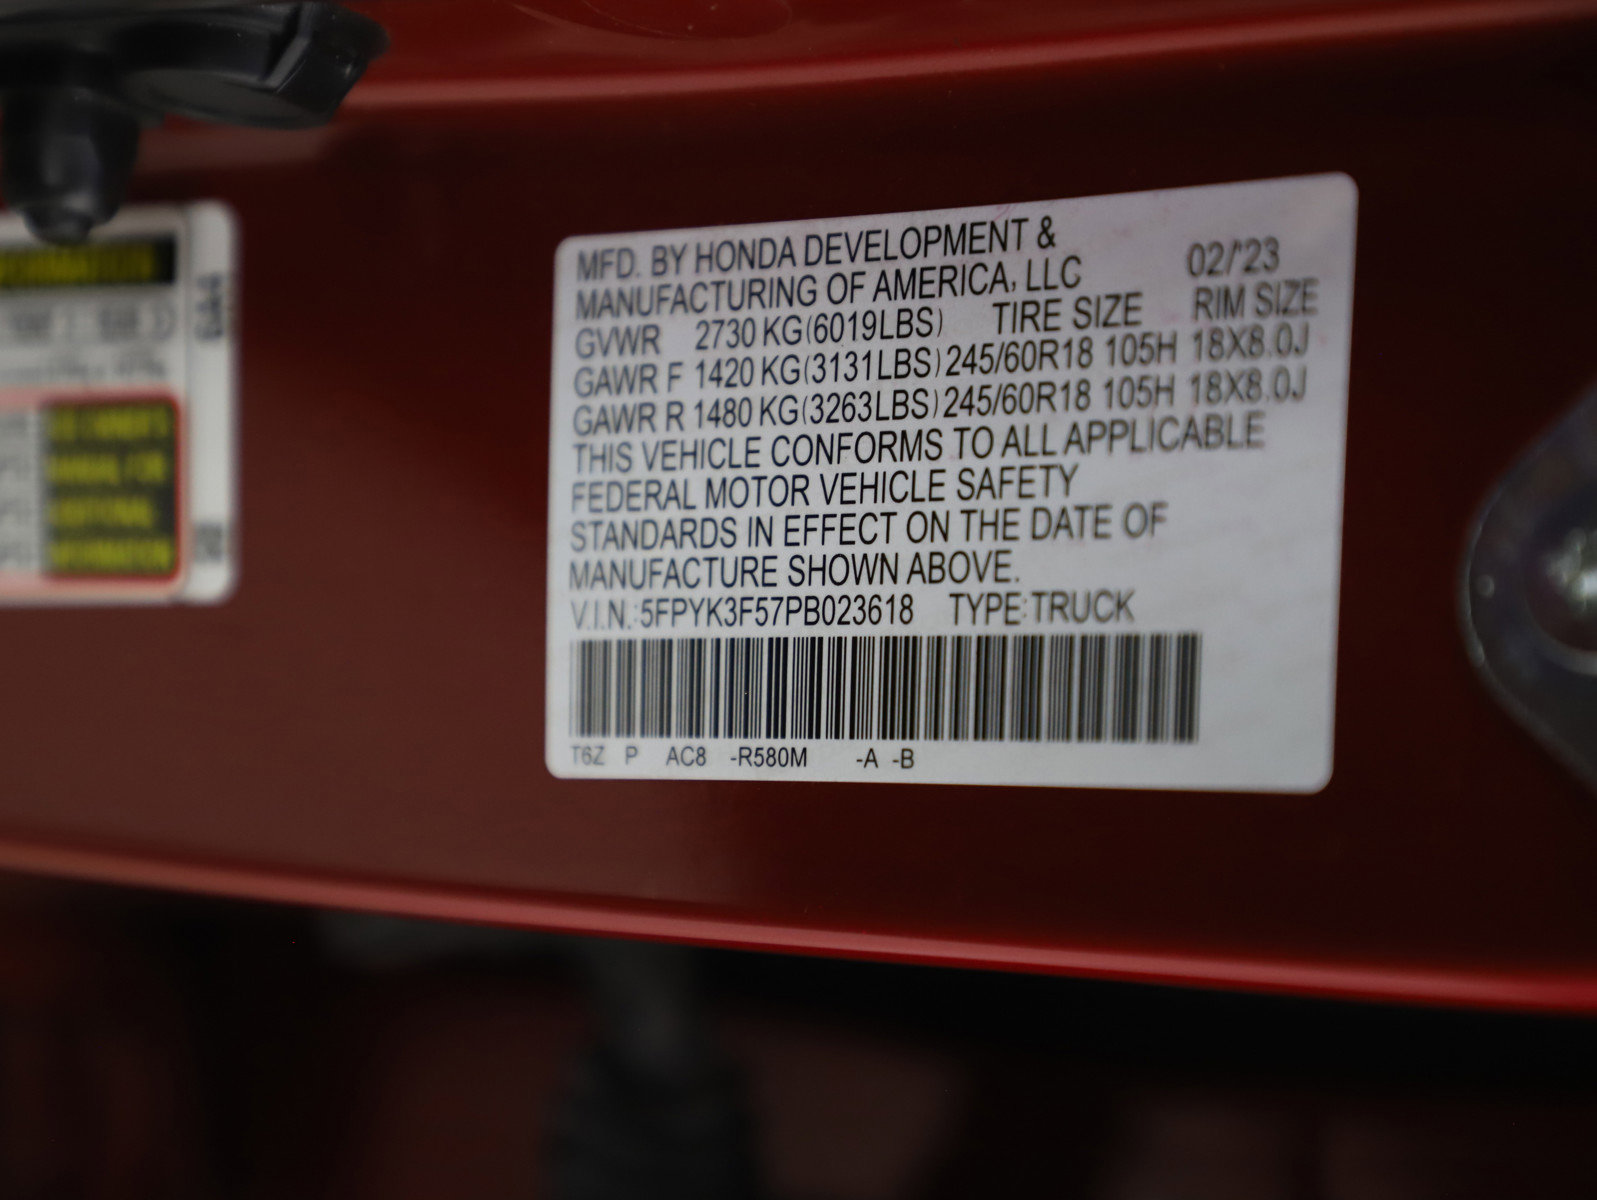 MFD. BY HONDA DEVELOPMENT &
MANUFACTURING OF AMERICA, LLC 02/'23
GVWR 2730 KG(6019LBS) TIRE SIZE RIM SIZE
GAWR F 1420 KG(3131LBS) 245/60R18 105H 18X8.0J
GAWR R 1480 KG(3263LBS) 245/60R18 105H 18X8.0J
THIS VEHICLE CONFORMS TO ALL APPLICABLE
FEDERAL MOTOR VEHICLE SAFETY
STANDARDS IN EFFECT ON THE DATE OF
MANUFACTURE SHOWN ABOVE.
V.I.N.:5FPYK3F57PB023618 TYPE:TRUCK
T6Z P AC8 -R580M -A -B